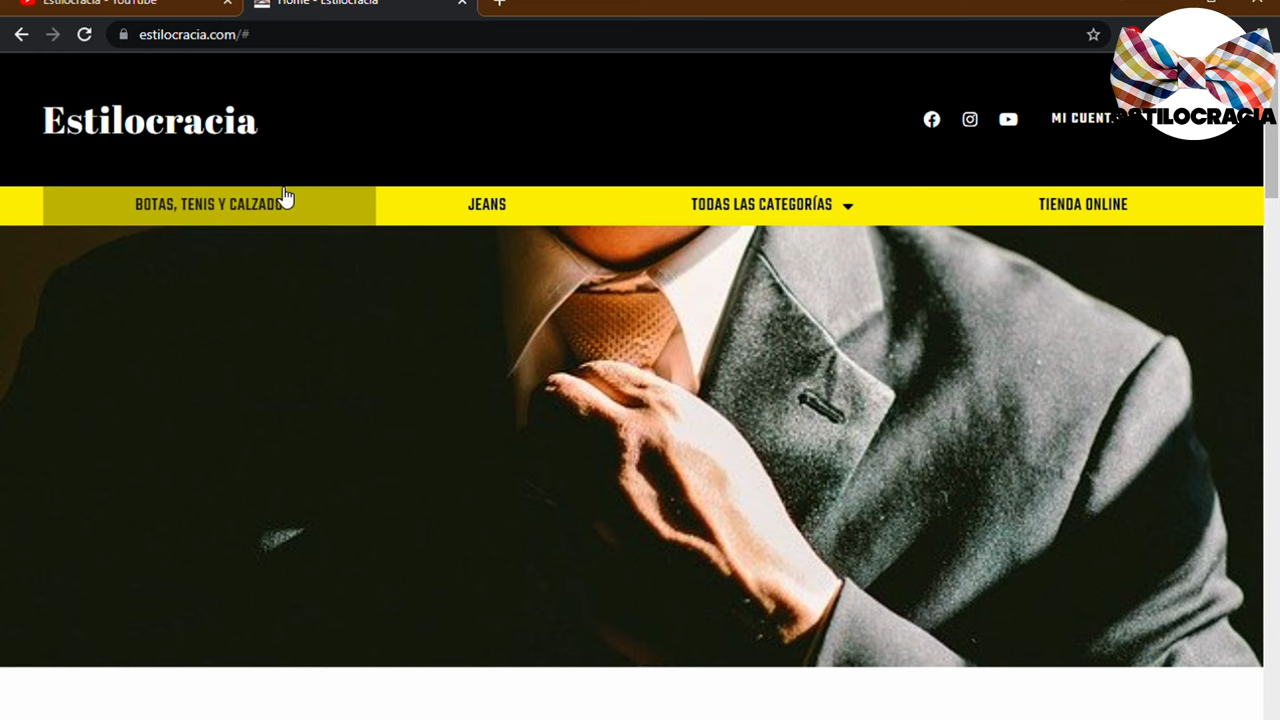 Estilocracia - YouTube
Home - Estilocracia
estilocracia.com/#
Estilocracia
MI CUENT
ESTILOCRACIA
BOTAS, TENIS Y CALZADO
JEANS
TODAS LAS CATEGORÍAS
TIENDA ONLINE